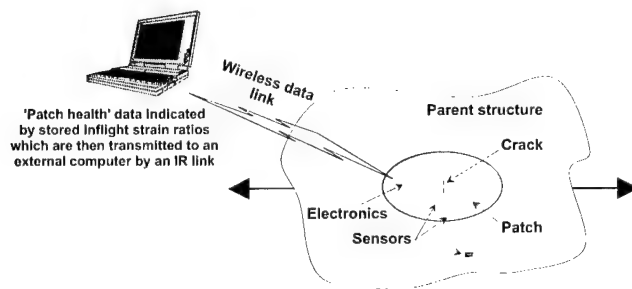 Wireless data
link
'Patch health' data indicated
by stored Inflight strain ratios
which are then transmitted to an
external computer by an IR link
Parent structure
Crack
Electronics
Sensors
Patch